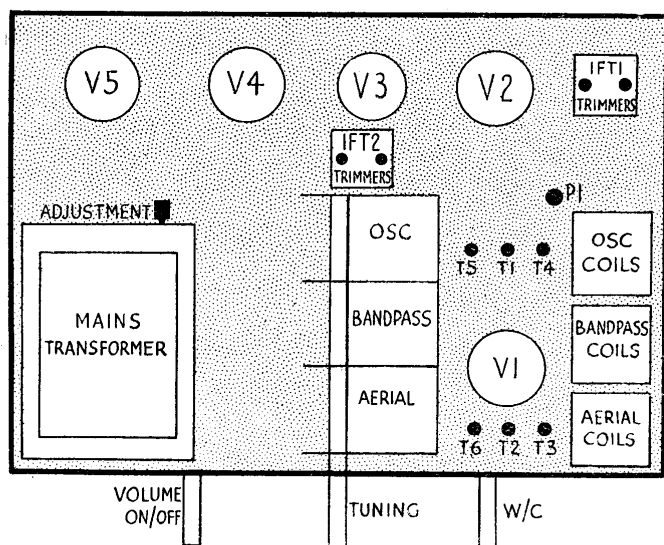 V5
V4
V3
V2
IFT1
TRIMMERS
IFT2
TRIMMERS
P1
ADJUSTMENT
OSC
T5 T1 T4
OSC
COILS
MAINS
TRANSFORMER
BANDPASS
BANDPASS
COILS
V1
AERIAL
AERIAL
COILS
T6 T2 T3
VOLUME
ON/OFF
TUNING
W/C